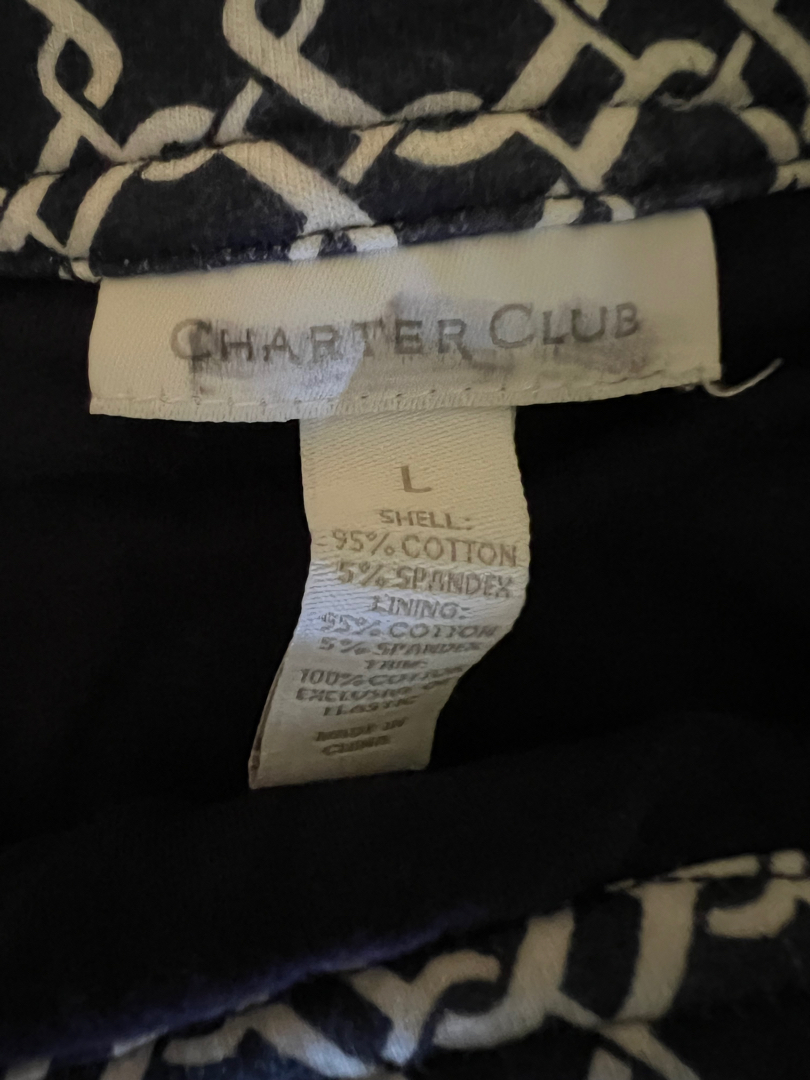 CHARTER CLUB
L
SHELL:
95% COTTON
5% SPANDEX
LINING:
95% COTTON
5% SPANDEX
TRIM:
100% COTTON
EXCLUSIVE OF
ELASTIC
MADE IN
CHINA